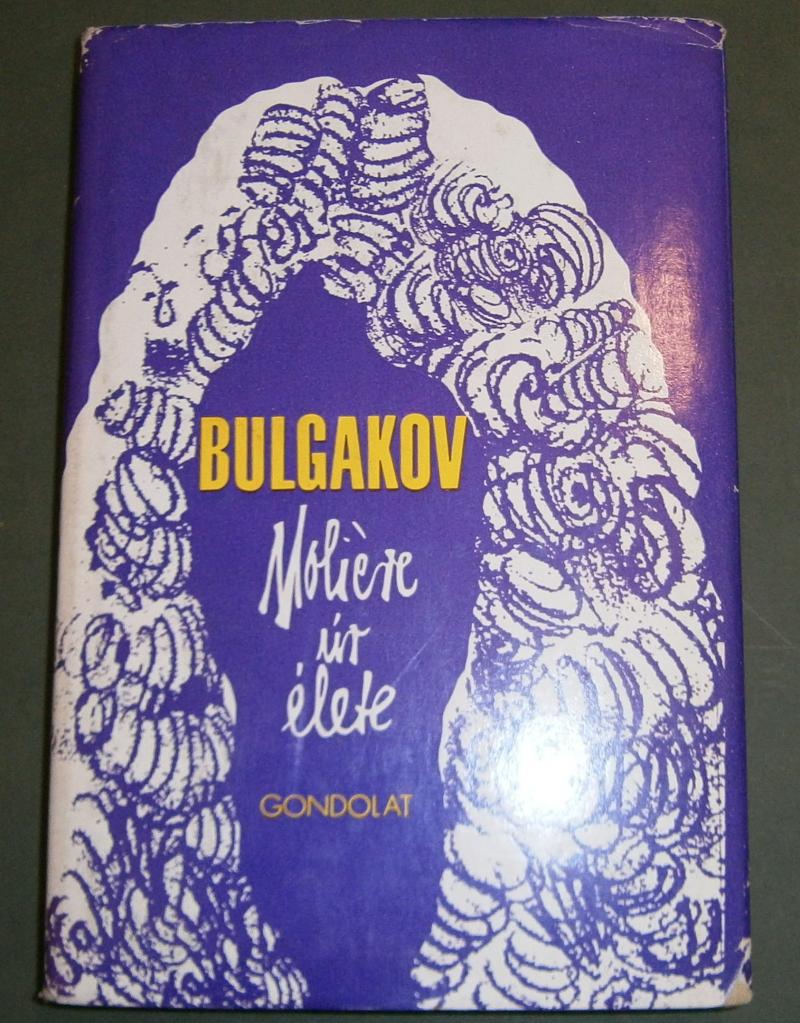 BULGAKOV
Molière
úr
élete
GONDOLAT